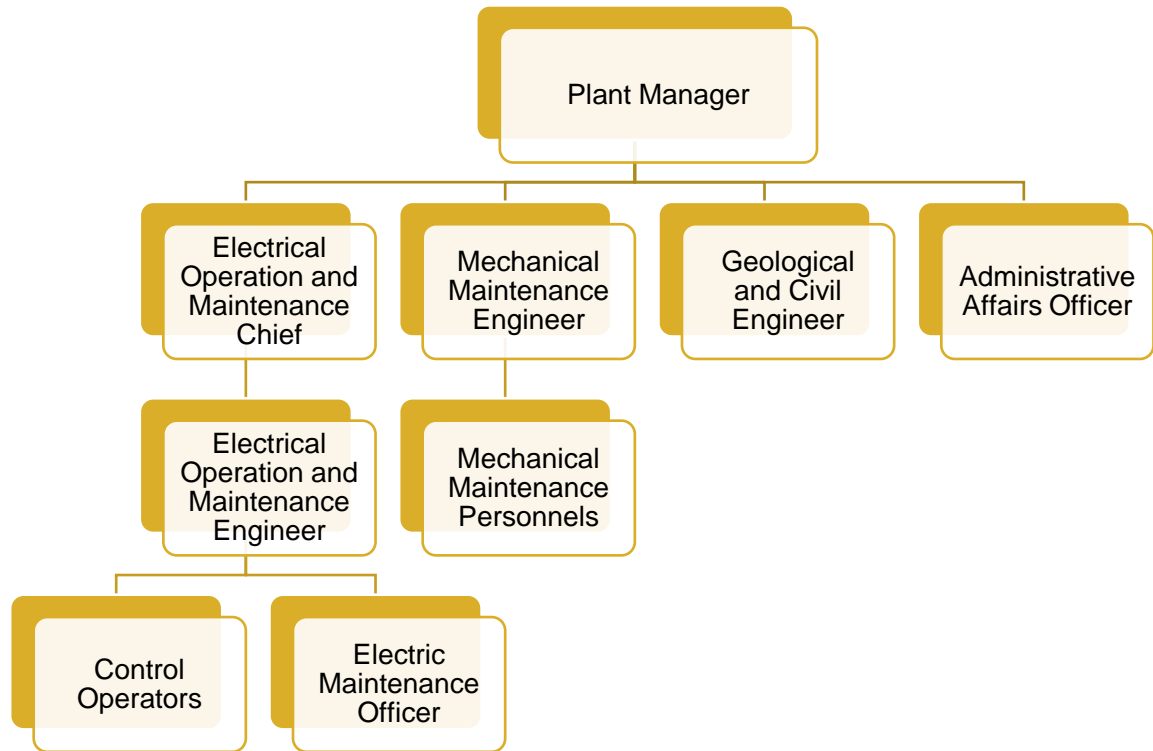 Plant Manager
Electrical
Operation and
Maintenance
Chief
Mechanical
Maintenance
Engineer
Geological
and Civil
Engineer
Administrative
Affairs Officer
Electrical
Operation and
Maintenance
Engineer
Mechanical
Maintenance
Personnels
Control
Operators
Electric
Maintenance
Officer